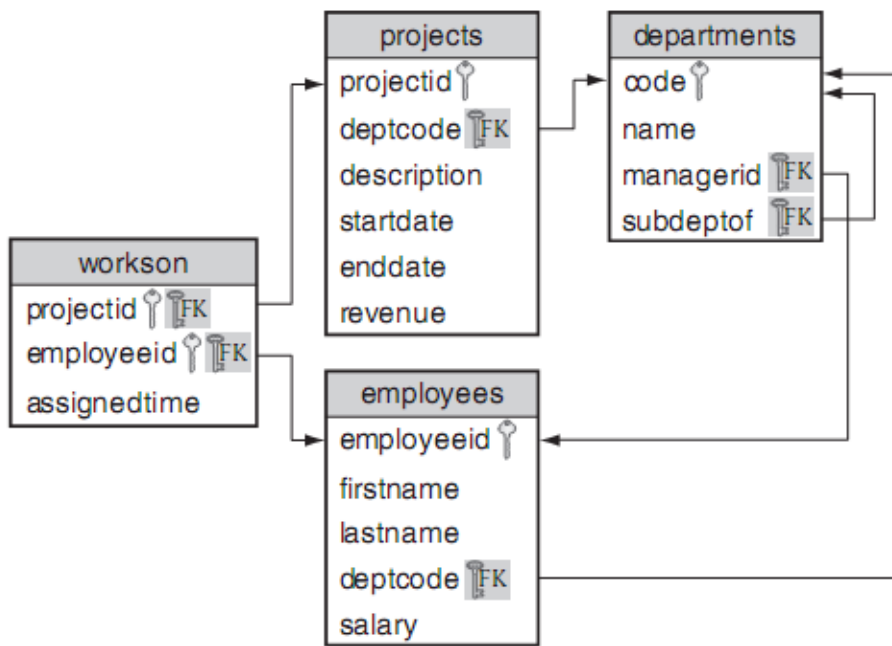 projects
projectid
deptcode FK
description
startdate
enddate
revenue
departments
code
name
managerid FK
subdeptof FK
workson
projectid FK
employeeid FK
assignedtime
employees
employeeid
firstname
lastname
deptcode FK
salary